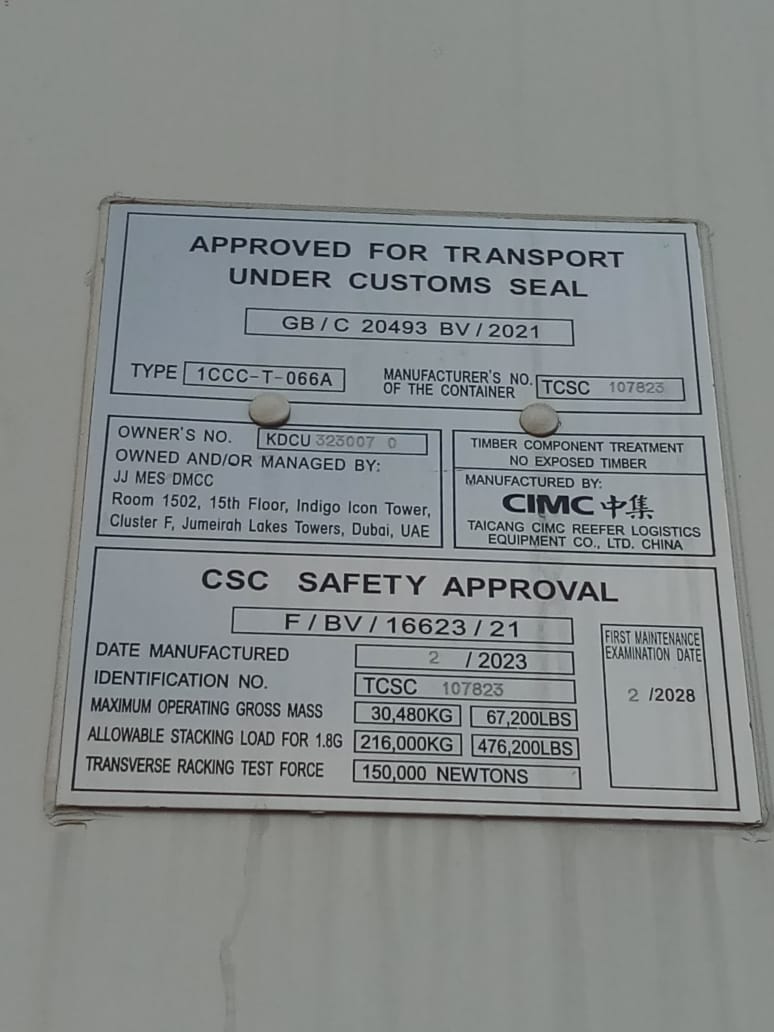 APPROVED FOR TRANSPORT
UNDER CUSTOMS SEAL
GB/C 20493 BV/2021
TYPE 1CCC-T-066A
MANUFACTURER'S NO.
OF THE CONTAINER TCSC 107823
OWNER'S NO. KDCU 323007 0
OWNED AND/OR MANAGED BY:
JJ MES DMCC
Room 1502, 15th Floor, Indigo Icon Tower,
Cluster F, Jumeirah Lakes Towers, Dubai, UAE
TIMBER COMPONENT TREATMENT
NO EXPOSED TIMBER
MANUFACTURED BY:
CIMC 中集
TAICANG CIMC REEFER LOGISTICS
EQUIPMENT CO., LTD. CHINA
CSC SAFETY APPROVAL
F/BV/16623/21
DATE MANUFACTURED 2 /2023
IDENTIFICATION NO. TCSC 107823
MAXIMUM OPERATING GROSS MASS 30,480KG 67,200LBS
ALLOWABLE STACKING LOAD FOR 1.8G 216,000KG 476,200LBS
TRANSVERSE RACKING TEST FORCE 150,000 NEWTONS
FIRST MAINTENANCE
EXAMINATION DATE
2 /2028